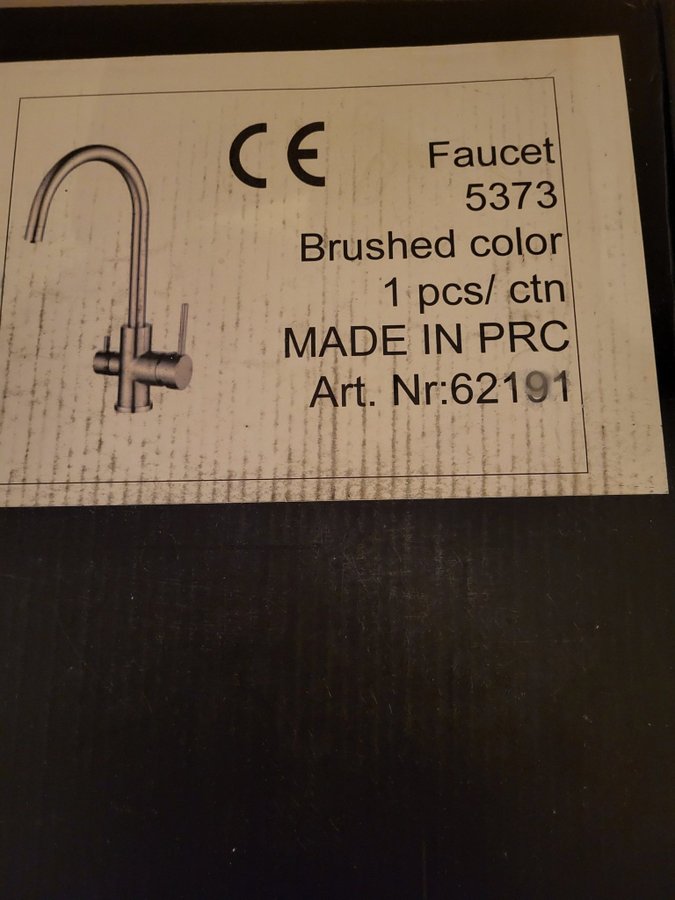 CE
Faucet
5373
Brushed color
1 pcs/ ctn
MADE IN PRC
Art. Nr:62191